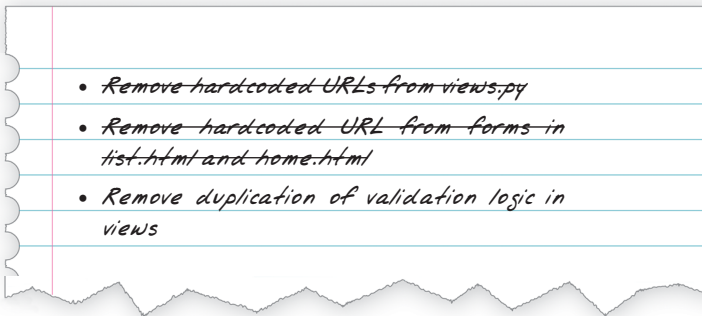 • Remove hardcoded URLs from views.py
• Remove hardcoded URL from forms in
list.html and home.html
• Remove duplication of validation logic in
views